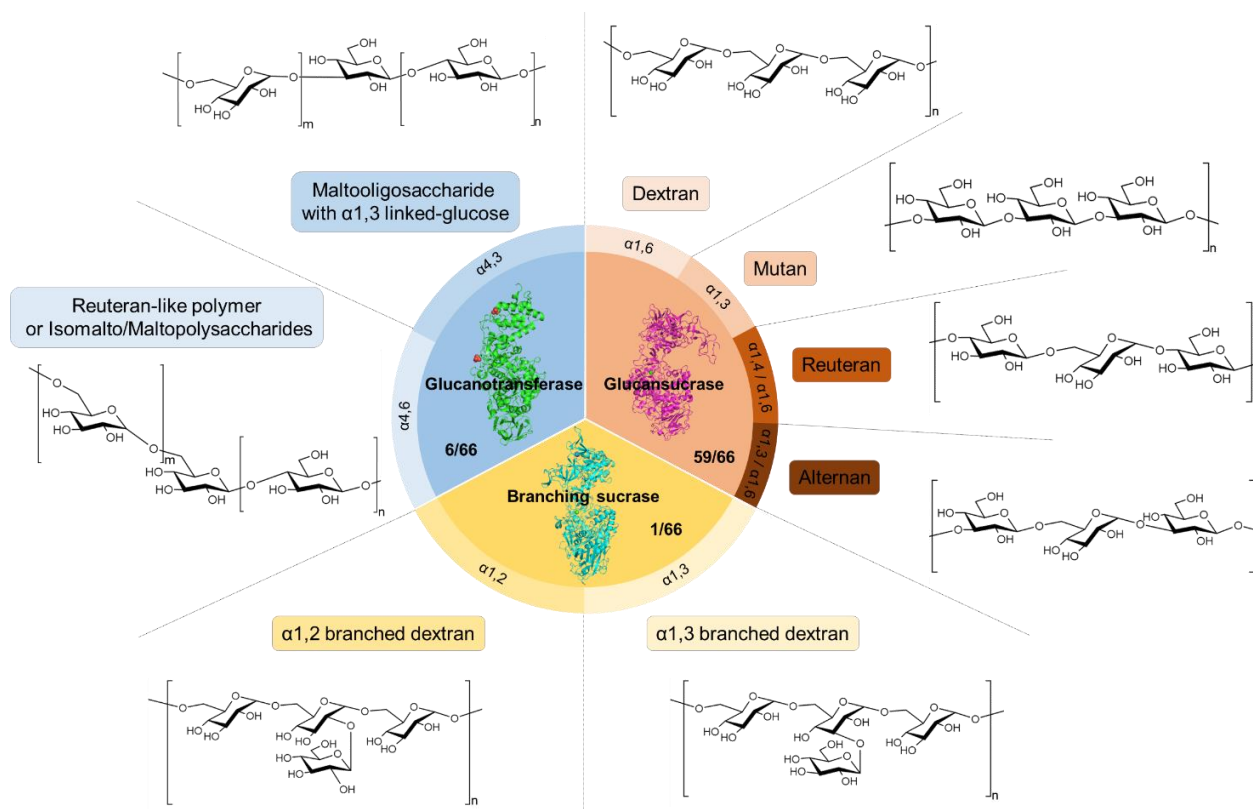 Maltooligosaccharide
with α1,3 linked-glucose
Dextran
Mutan
Reuteran
Alternan
Reuteran-like polymer
or Isomalto/Maltopolysaccharides
α4,3
α1,6
α1,3
α1,4 / α1,6
α1,3 / α1,6
α4,6
Glucanotransferase
6/66
Glucansucrase
59/66
Branching sucrase
1/66
α1,2
α1,3
α1,2 branched dextran
α1,3 branched dextran